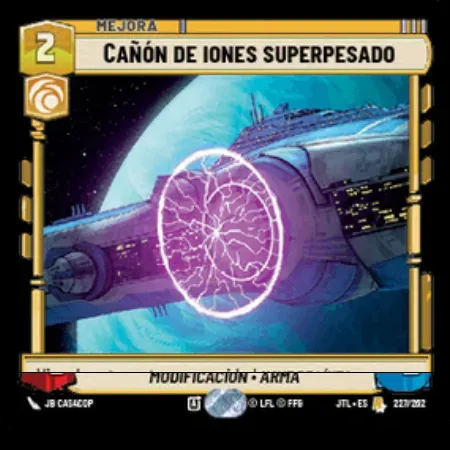 MEJORA
2
CAÑÓN DE IONES SUPERPESADO
MODIFICACIÓN • ARMA
JB CASACOP
Ⓒ LFL Ⓒ FFG
JTL • ES
227/262